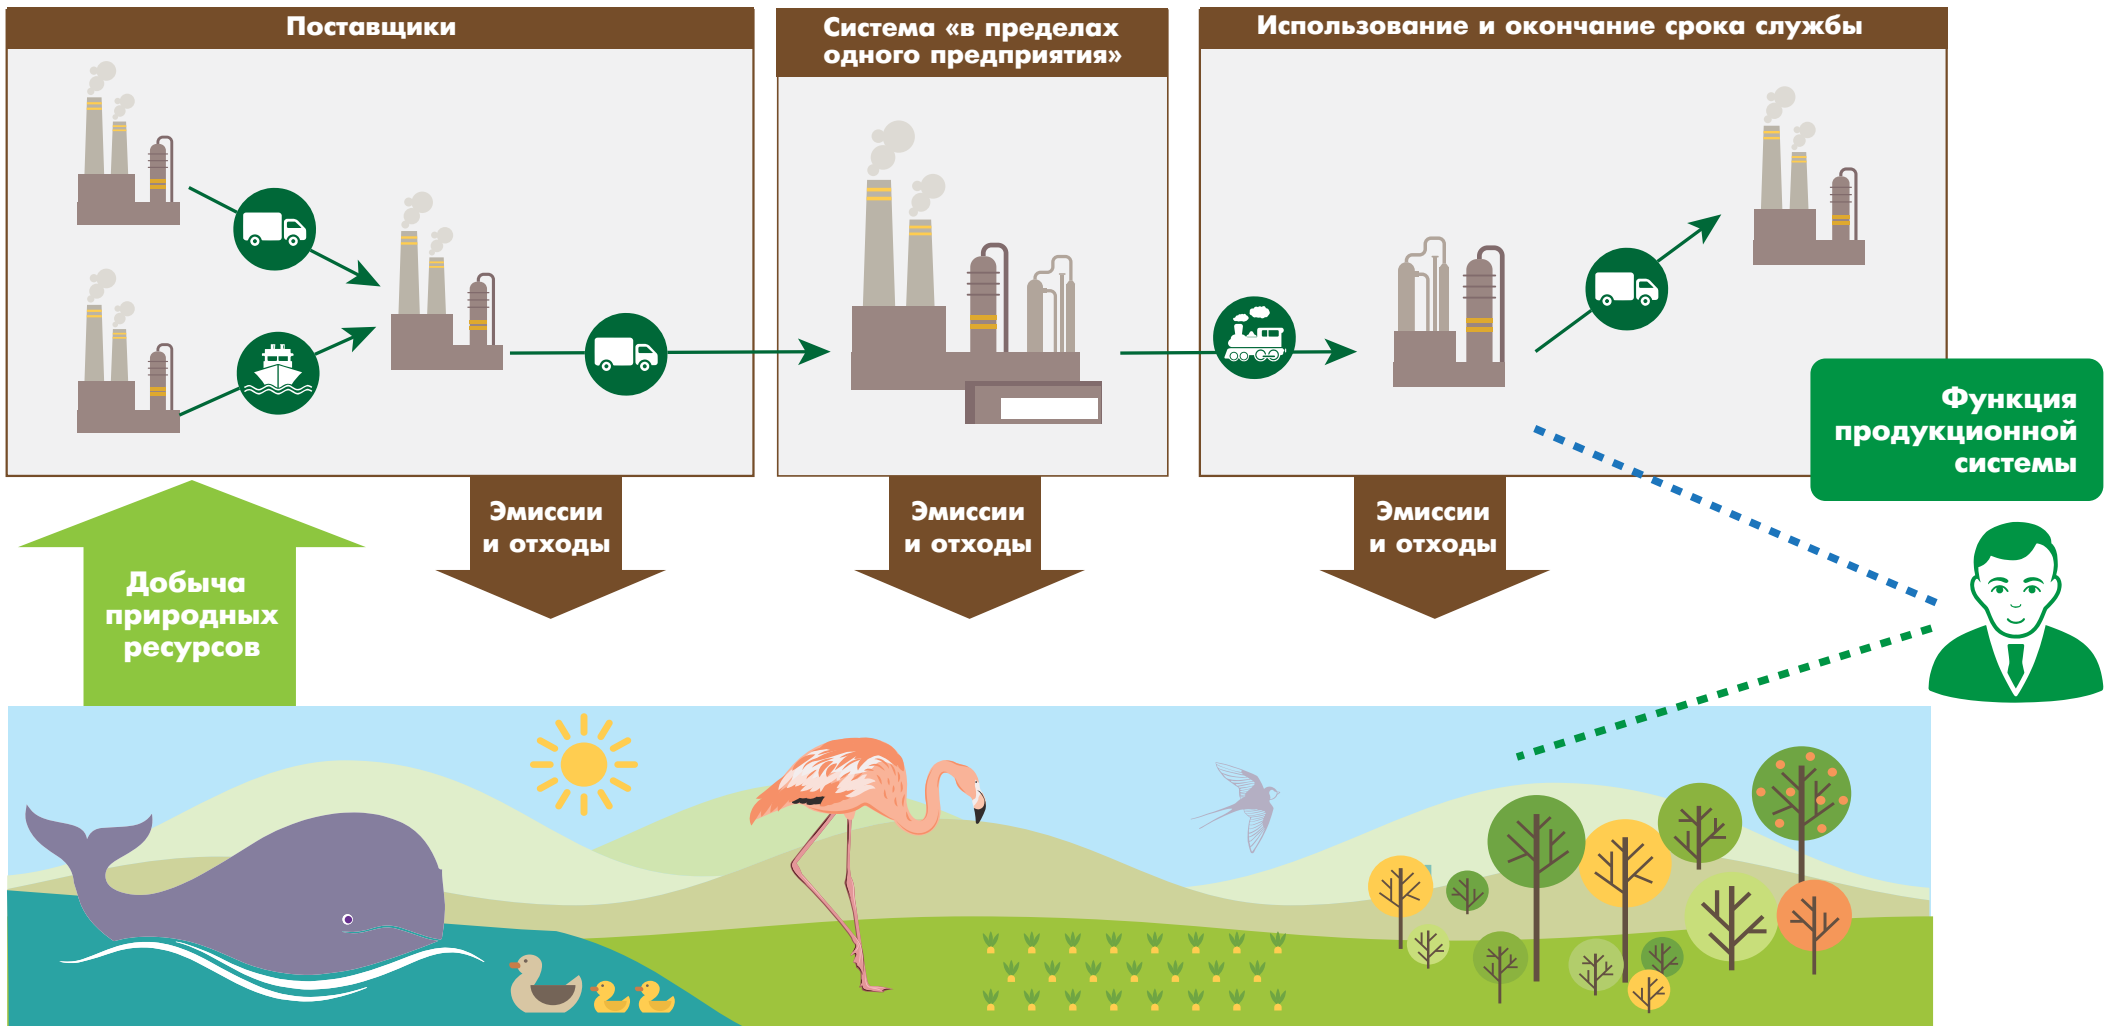 Поставщики
Система «в пределах
одного предприятия»
Использование и окончание срока службы
Функция
продукционной
системы
Эмиссии
и отходы
Эмиссии
и отходы
Эмиссии
и отходы
Добыча
природных
ресурсов